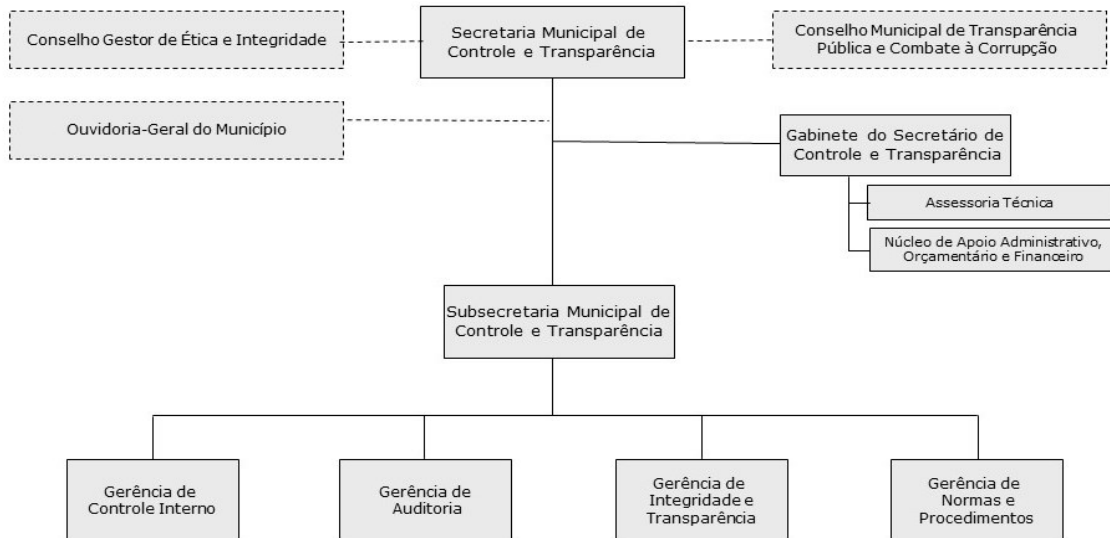 Conselho Gestor de Ética e Integridade
Secretaria Municipal de
Controle e Transparência
Conselho Municipal de Transparência
Pública e Combate à Corrupção
Ouvidoria-Geral do Município
Gabinete do Secretário de
Controle e Transparência
Assessoria Técnica
Núcleo de Apoio Administrativo,
Orçamentário e Financeiro
Subsecretaria Municipal de
Controle e Transparência
Gerência de
Controle Interno
Gerência de
Auditoria
Gerência de
Integridade e
Transparência
Gerência de
Normas e
Procedimentos